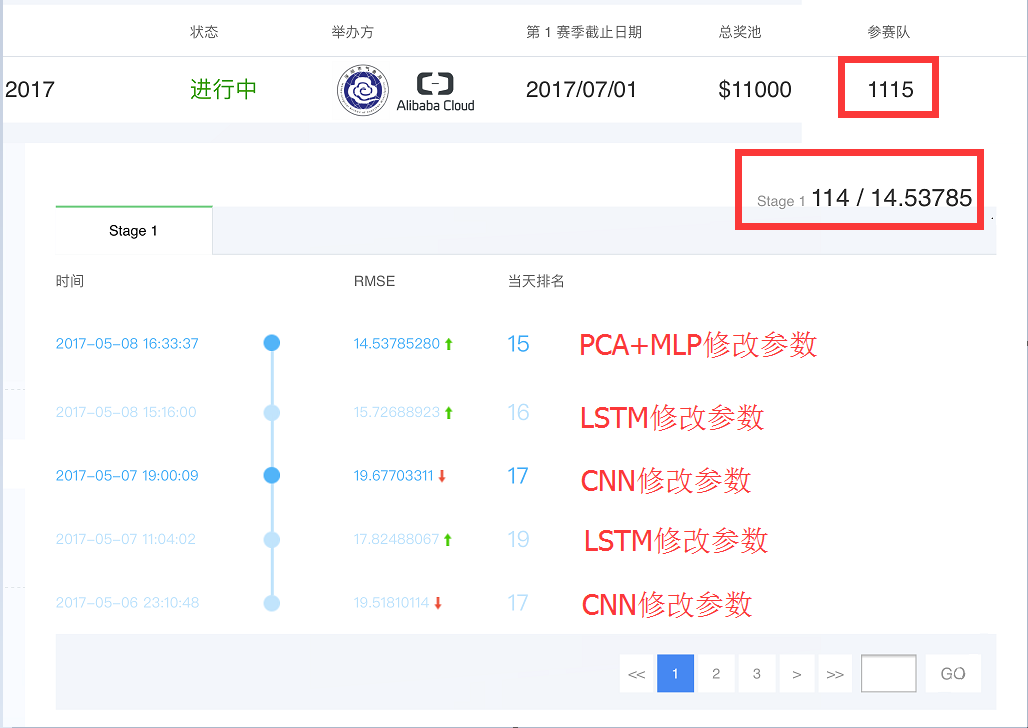 状态 举办方 第 1 赛季截止日期 总奖池 参赛队
2017 进行中 Alibaba Cloud 2017/07/01 $11000 1115
Stage 1 114 / 14.53785
Stage 1
时间 RMSE 当天排名
2017-05-08 16:33:37 14.53785280 ↑ 15 PCA+MLP修改参数
2017-05-08 15:16:00 15.72688923 ↑ 16 LSTM修改参数
2017-05-07 19:00:09 19.67703311 ↓ 17 CNN修改参数
2017-05-07 11:04:02 17.82488067 ↑ 19 LSTM修改参数
2017-05-06 23:10:48 19.51810114 ↓ 17 CNN修改参数
<< 1 2 3 > >> GO